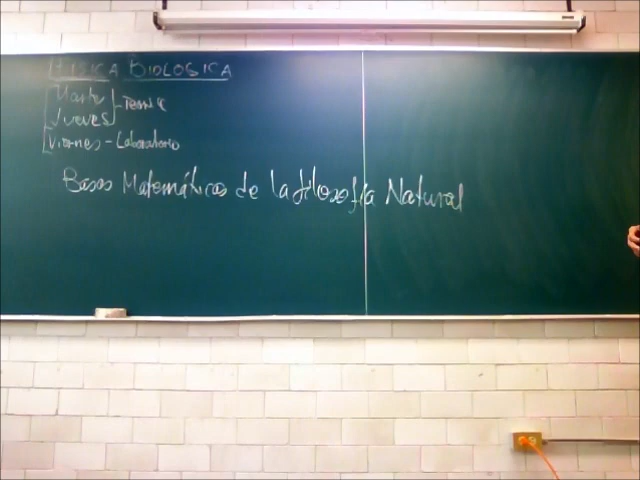 FISICA BIOLOGICA
Martes
Jueves - Teoría
Viernes - Laboratorio
Bases Matemáticas de la filosofía Natural